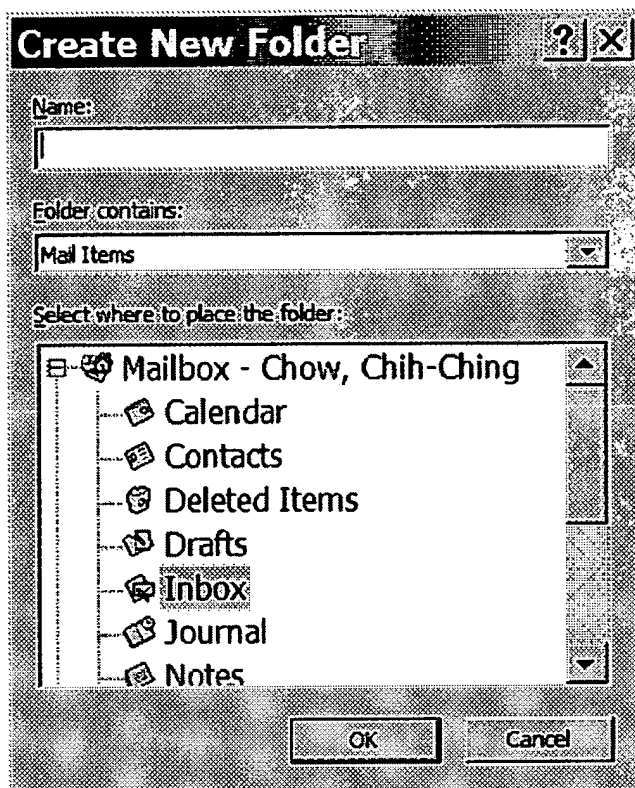 Create New Folder
Name:
Folder contains:
Mail Items
Select where to place the folder:
Mailbox - Chow, Chih-Ching
Calendar
Contacts
Deleted Items
Drafts
Inbox
Journal
Notes
OK Cancel